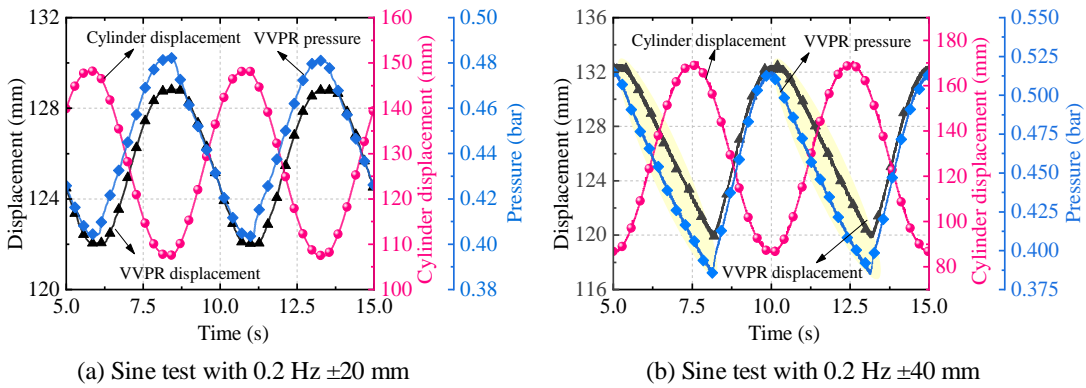 132
128
124
120
Displacement (mm)
5.0 7.5 10.0 12.5 15.0
Time (s)
160
150
140
130
120
110
100
Cylinder displacement (mm)
0.50
0.48
0.46
0.44
0.42
0.40
0.38
Pressure (bar)
Cylinder displacement
VVPR pressure
VVPR displacement
(a) Sine test with 0.2 Hz ±20 mm
136
132
128
124
120
116
Displacement (mm)
5.0 7.5 10.0 12.5 15.0
Time (s)
180
160
140
120
100
80
Cylinder displacement (mm)
0.550
0.525
0.500
0.475
0.450
0.425
0.400
0.375
Pressure (bar)
Cylinder displacement
VVPR pressure
VVPR displacement
(b) Sine test with 0.2 Hz ±40 mm